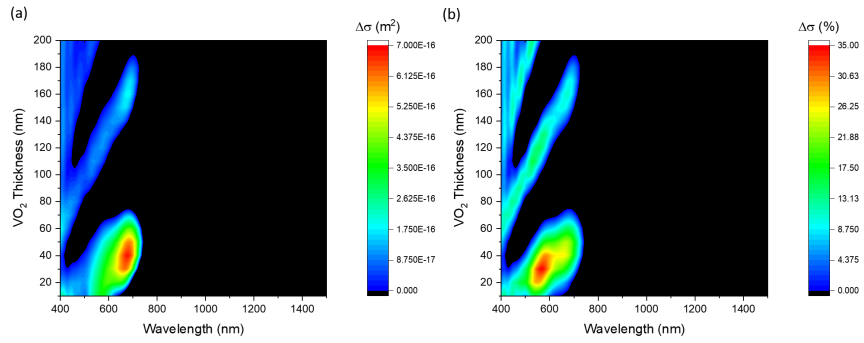 (a)
Δσ (m²)
200
180
160
140
120
100
80
60
40
20
VO₂ Thickness (nm)
400 600 800 1000 1200 1400
Wavelength (nm)
7.000E-16
6.125E-16
5.250E-16
4.375E-16
3.500E-16
2.625E-16
1.750E-16
8.750E-17
0.000
(b)
Δσ (%)
200
180
160
140
120
100
80
60
40
20
VO₂ Thickness (nm)
400 600 800 1000 1200 1400
Wavelength (nm)
35.00
30.63
26.25
21.88
17.50
13.13
8.750
4.375
0.000